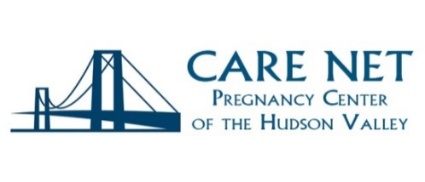 CARE NET
PREGNANCY CENTER
OF THE HUDSON VALLEY